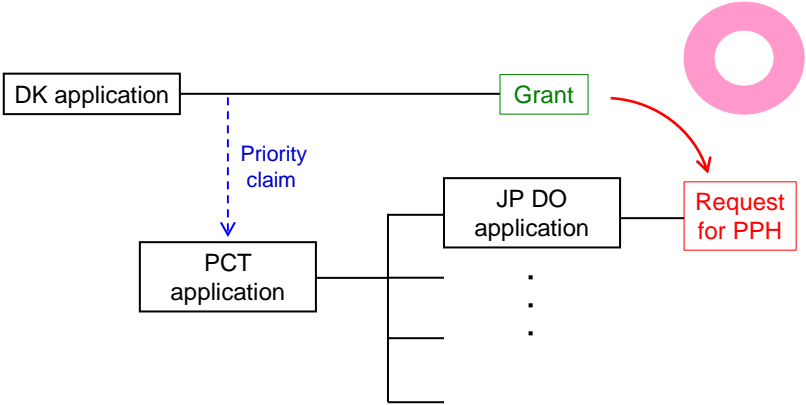 DK application
Grant
Priority
claim
JP DO
application
Request
for PPH
PCT
application